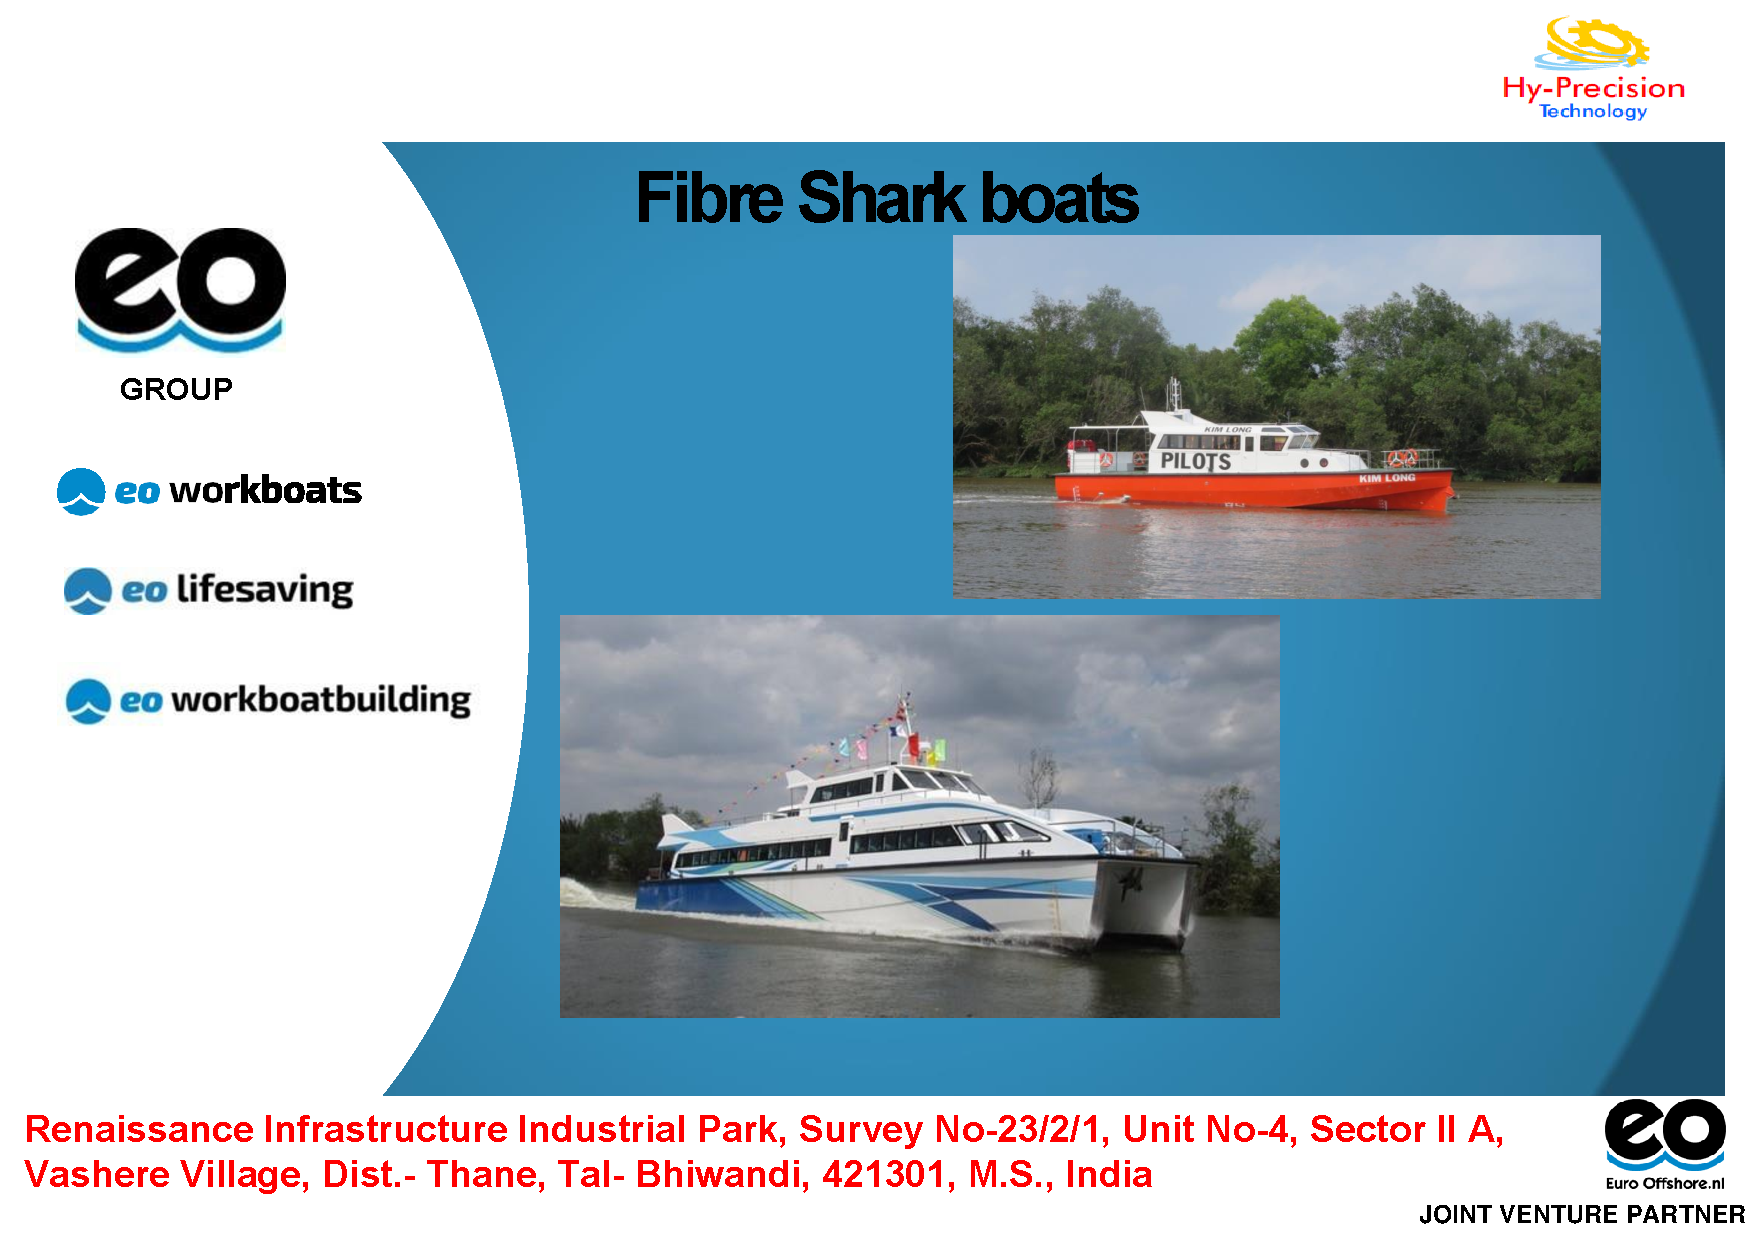 Hy-Precision
Technology
Fibre Shark boats
eo
GROUP
eo workboats
eo lifesaving
eo workboatbuilding
KIM LONG
PILOTS
KIM LONG
Renaissance Infrastructure Industrial Park, Survey No-23/2/1, Unit No-4, Sector II A,
Vashere Village, Dist.- Thane, Tal- Bhiwandi, 421301, M.S., India
eo
Euro Offshore.nl
JOINT VENTURE PARTNER